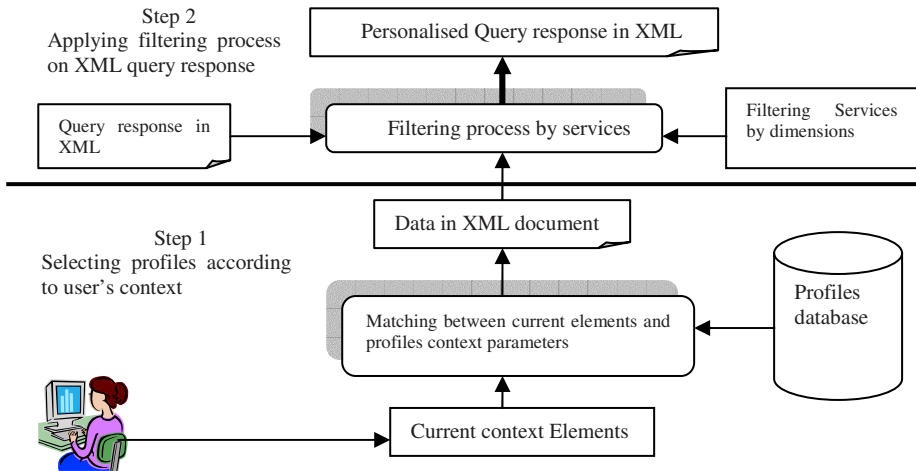 Step 2
Applying filtering process
on XML query response
Personalised Query response in XML
Query response in
XML
Filtering process by services
Filtering Services
by dimensions
Data in XML document
Step 1
Selecting profiles according
to user's context
Matching between current elements and
profiles context parameters
Profiles
database
Current context Elements